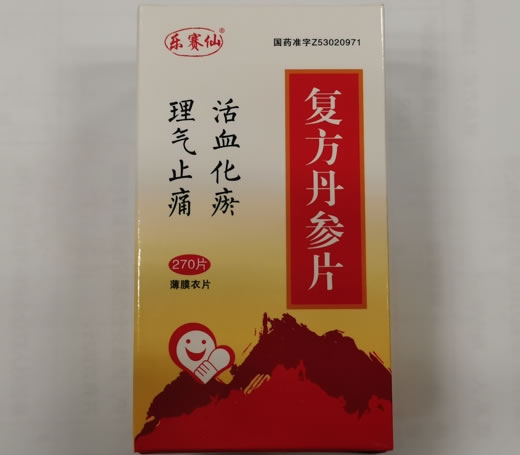 乐赛仙®
国药准字Z53020971
复方丹参片
活血化瘀
理气止痛
270片
薄膜衣片